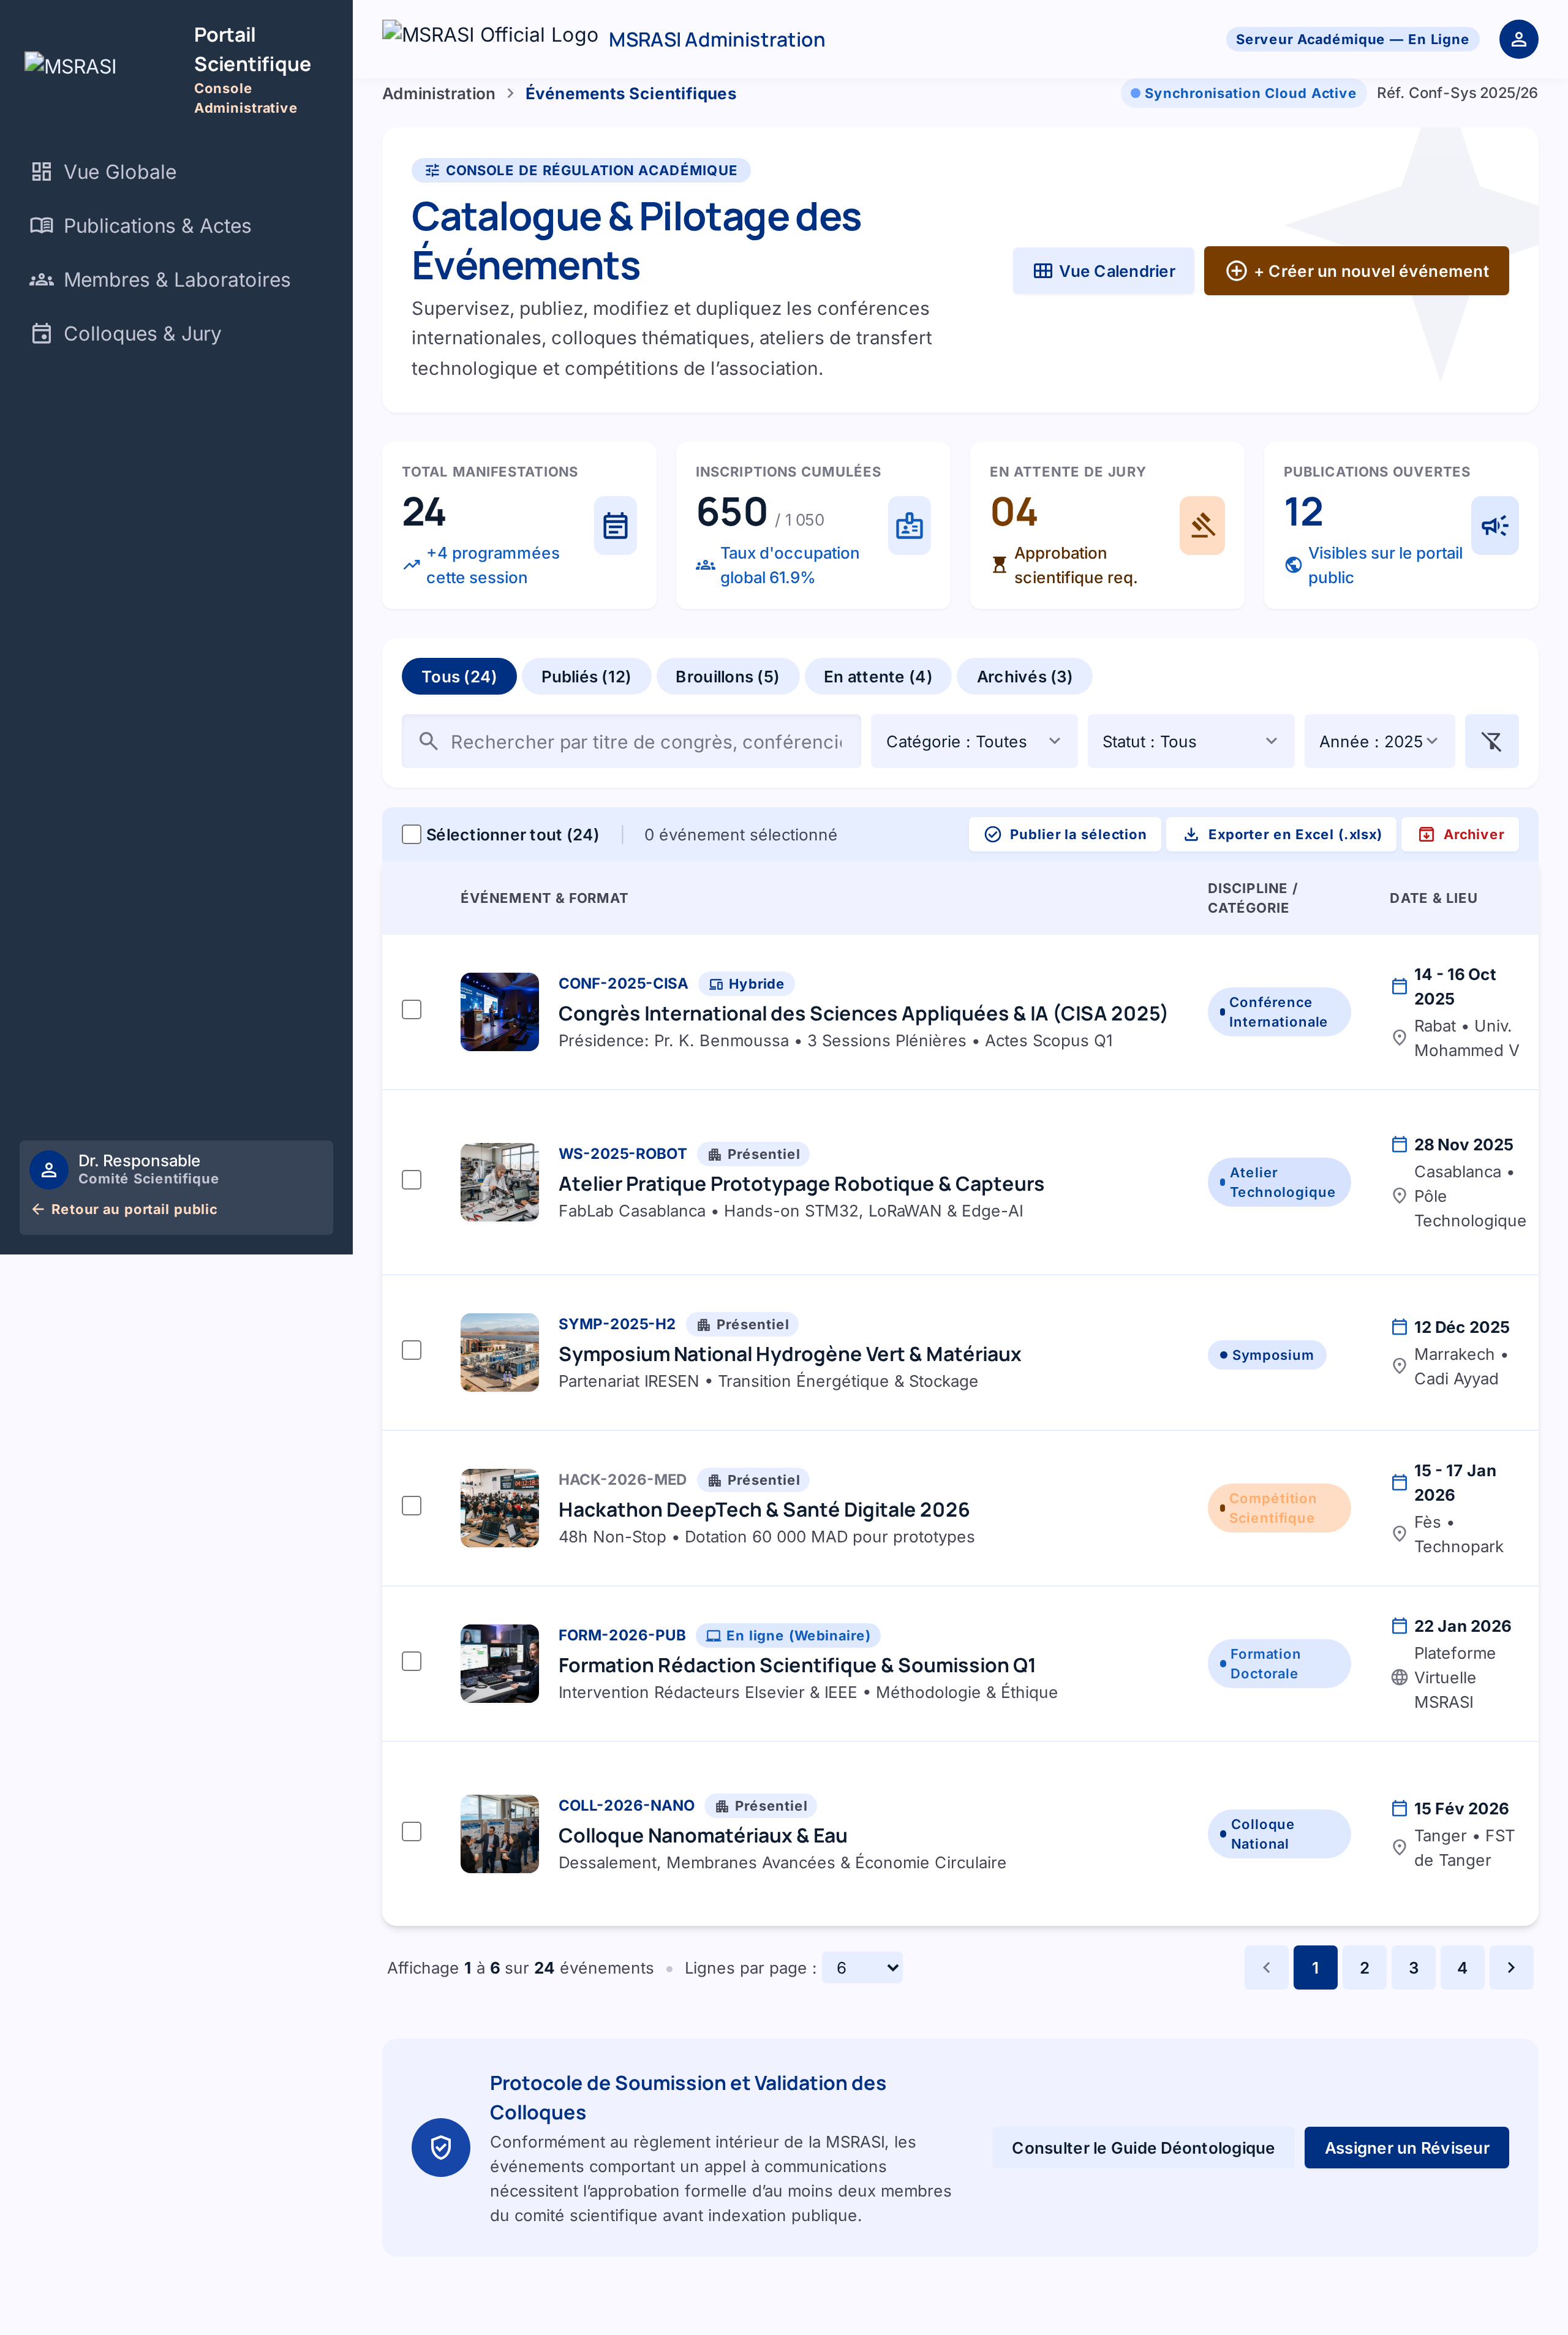 MSRASI
Portail
Scientifique
Console
Administrative
Vue Globale
Publications & Actes
Membres & Laboratoires
Colloques & Jury
Dr. Responsable
Comité Scientifique
Retour au portail public
MSRASI Official Logo MSRASI Administration
Serveur Académique — En Ligne
Administration Événements Scientifiques
Synchronisation Cloud Active Réf. Conf-Sys 2025/26
CONSOLE DE RÉGULATION ACADÉMIQUE
Catalogue & Pilotage des
Événements
Supervisez, publiez, modifiez et dupliquez les conférences
internationales, colloques thématiques, ateliers de transfert
technologique et compétitions de l’association.
Vue Calendrier
+ Créer un nouvel événement
TOTAL MANIFESTATIONS
24
+4 programmées
cette session
INSCRIPTIONS CUMULÉES
650 / 1 050
Taux d'occupation
global 61.9%
EN ATTENTE DE JURY
04
Approbation
scientifique req.
PUBLICATIONS OUVERTES
12
Visibles sur le portail
public
Tous (24) Publiés (12) Brouillons (5) En attente (4) Archivés (3)
Rechercher par titre de congrès, conférenci
Catégorie : Toutes
Statut : Tous
Année : 2025
Sélectionner tout (24)
0 événement sélectionné
Publier la sélection
Exporter en Excel (.xlsx)
Archiver
ÉVÉNEMENT & FORMAT
DISCIPLINE /
CATÉGORIE
DATE & LIEU
CONF-2025-CISA Hybride
Congrès International des Sciences Appliquées & IA (CISA 2025)
Présidence: Pr. K. Benmoussa • 3 Sessions Plénières • Actes Scopus Q1
Conférence
Internationale
14 - 16 Oct
2025
Rabat • Univ.
Mohammed V
WS-2025-ROBOT Présentiel
Atelier Pratique Prototypage Robotique & Capteurs
FabLab Casablanca • Hands-on STM32, LoRaWAN & Edge-AI
Atelier
Technologique
28 Nov 2025
Casablanca •
Pôle
Technologique
SYMP-2025-H2 Présentiel
Symposium National Hydrogène Vert & Matériaux
Partenariat IRESEN • Transition Énergétique & Stockage
Symposium
12 Déc 2025
Marrakech •
Cadi Ayyad
HACK-2026-MED Présentiel
Hackathon DeepTech & Santé Digitale 2026
48h Non-Stop • Dotation 60 000 MAD pour prototypes
Compétition
Scientifique
15 - 17 Jan
2026
Fès •
Technopark
FORM-2026-PUB En ligne (Webinaire)
Formation Rédaction Scientifique & Soumission Q1
Intervention Rédacteurs Elsevier & IEEE • Méthodologie & Éthique
Formation
Doctorale
22 Jan 2026
Plateforme
Virtuelle
MSRASI
COLL-2026-NANO Présentiel
Colloque Nanomatériaux & Eau
Dessalement, Membranes Avancées & Économie Circulaire
Colloque
National
15 Fév 2026
Tanger • FST
de Tanger
Affichage 1 à 6 sur 24 événements • Lignes par page : 6
1 2 3 4
Protocole de Soumission et Validation des
Colloques
Conformément au règlement intérieur de la MSRASI, les
événements comportant un appel à communications
nécessitent l’approbation formelle d’au moins deux membres
du comité scientifique avant indexation publique.
Consulter le Guide Déontologique
Assigner un Réviseur